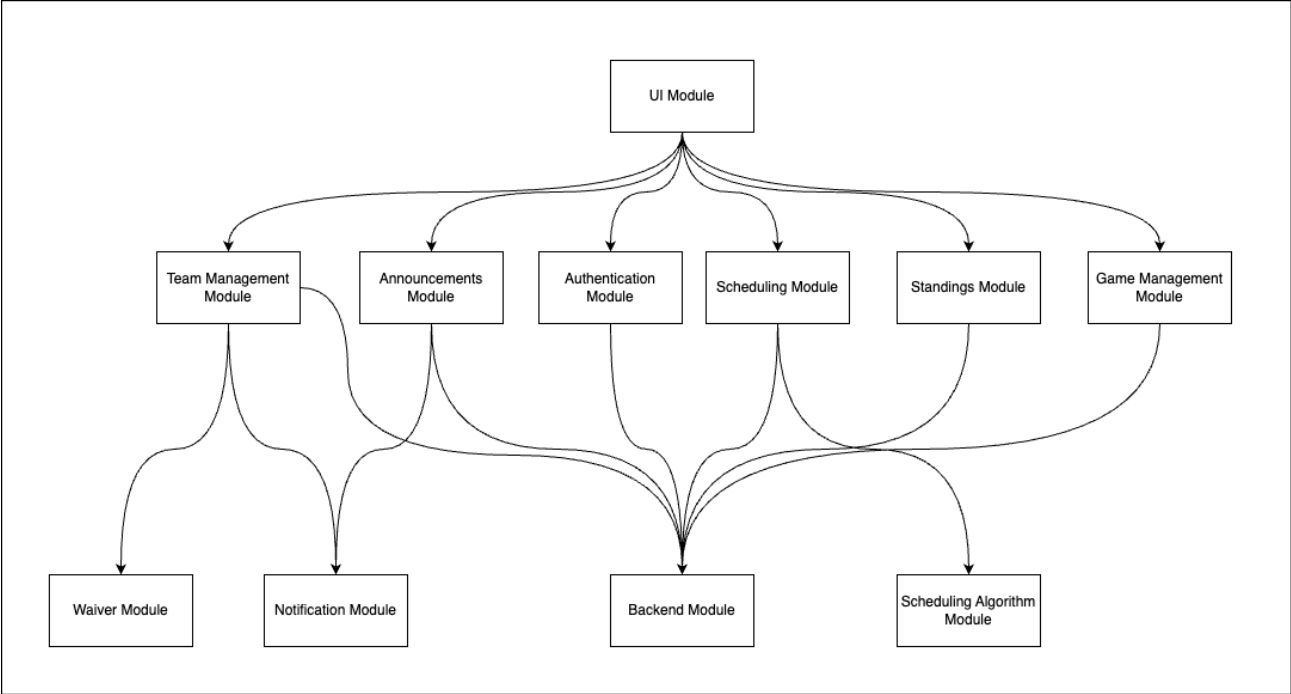 UI Module
Team Management
Module
Announcements
Module
Authentication
Module
Scheduling Module
Standings Module
Game Management
Module
Waiver Module
Notification Module
Backend Module
Scheduling Algorithm
Module